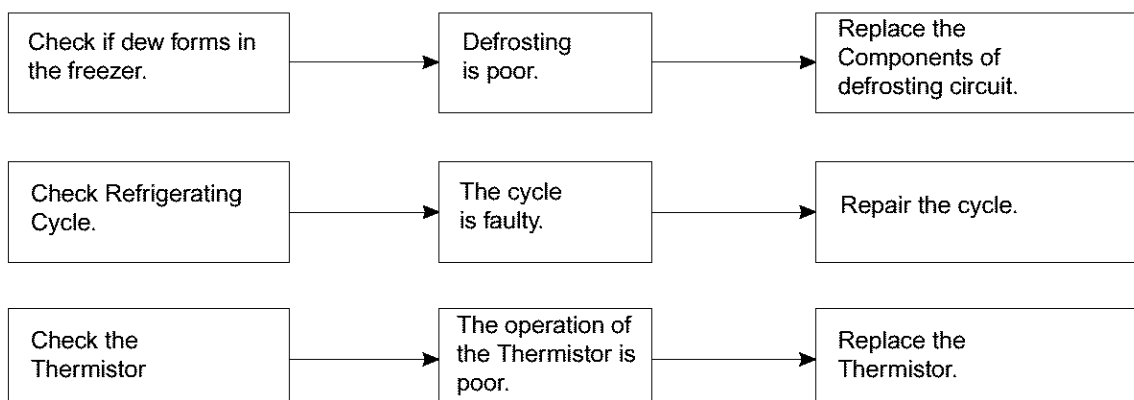 Check if dew forms in
the freezer.
Defrosting
is poor.
Replace the
Components of
defrosting circuit.
Check Refrigerating
Cycle.
The cycle
is faulty.
Repair the cycle.
Check the
Thermistor
The operation of
the Thermistor is
poor.
Replace the
Thermistor.